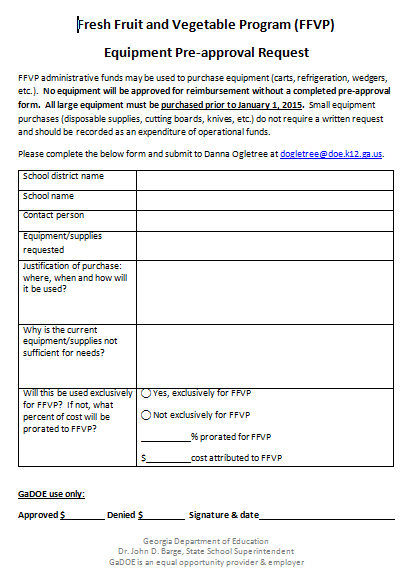 Fresh Fruit and Vegetable Program (FFVP)
Equipment Pre-approval Request
FFVP administrative funds may be used to purchase equipment (carts, refrigeration, wedgers,
etc.). No equipment will be approved for reimbursement without a completed pre-approval
form. All large equipment must be purchased prior to January 1, 2015. Small equipment
purchases (disposable supplies, cutting boards, knives, etc.) do not require a written request
and should be recorded as an expenditure of operational funds.
Please complete the below form and submit to Danna Ogletree at dogletree@doe.k12.ga.us.
School district name
School name
Contact person
Equipment/supplies
requested
Justification of purchase:
where, when and how will
it be used?
Why is the current
equipment/supplies not
sufficient for needs?
Will this be used exclusively
for FFVP? If not, what
percent of cost will be
prorated to FFVP?
Yes, exclusively for FFVP
Not exclusively for FFVP
__________% prorated for FFVP
$_________cost attributed to FFVP
GaDOE use only:
Approved $________ Denied $________ Signature & date___________________________
Georgia Department of Education
Dr. John D. Barge, State School Superintendent
GaDOE is an equal opportunity provider & employer